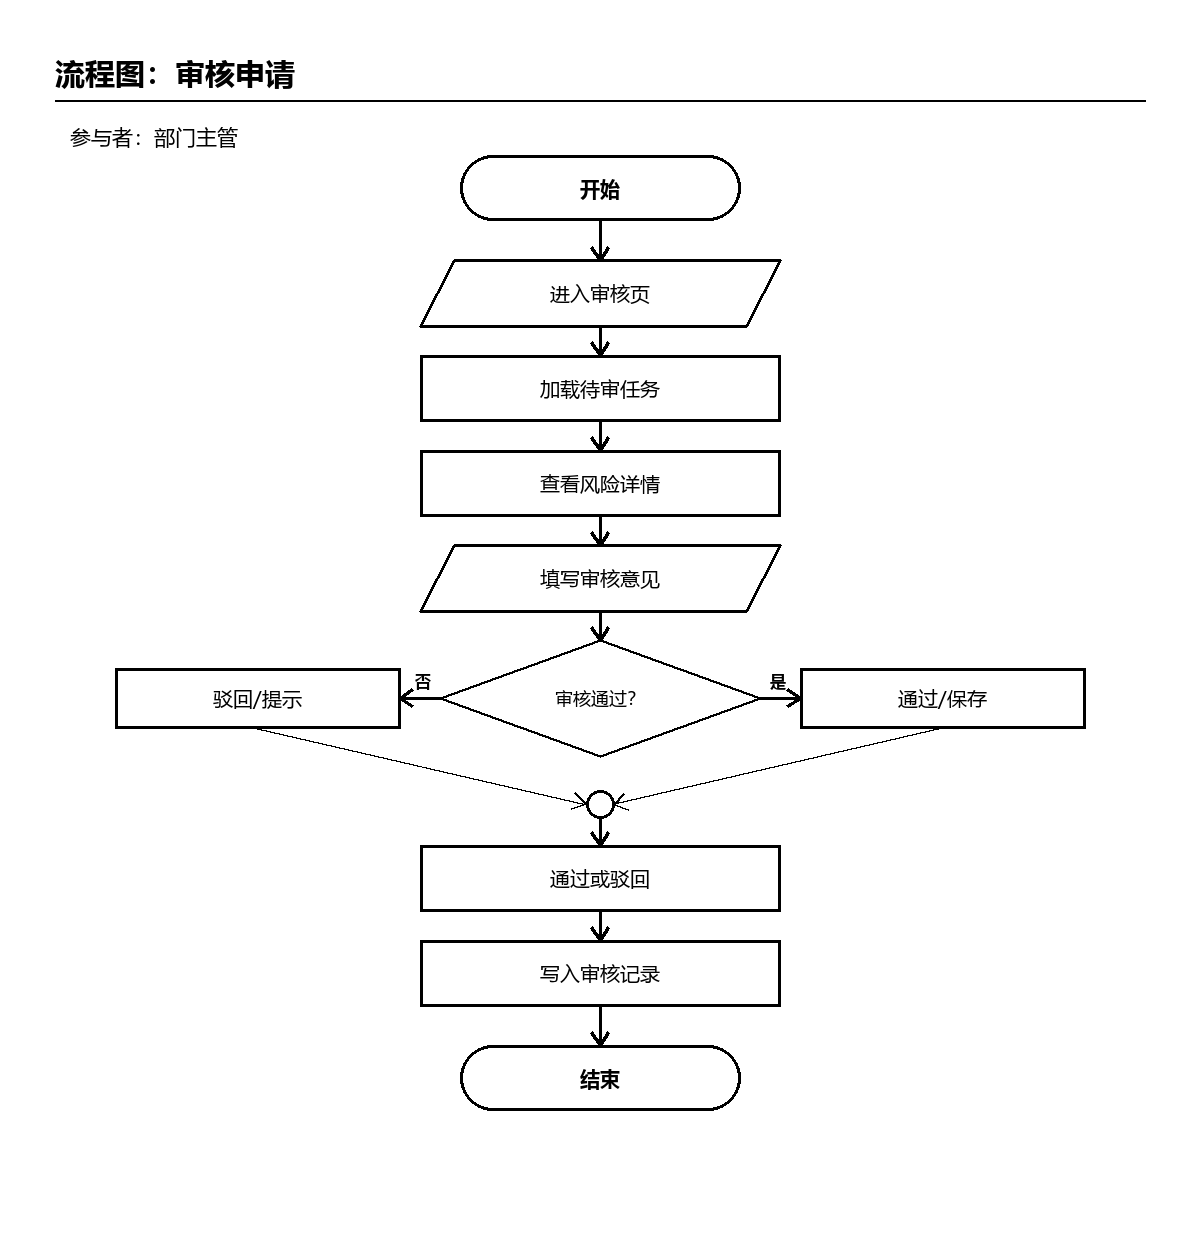 流程图：审核申请
参与者：部门主管
开始
进入审核页
加载待审任务
查看风险详情
填写审核意见
否
是
驳回/提示
审核通过？
通过/保存
通过或驳回
写入审核记录
结束